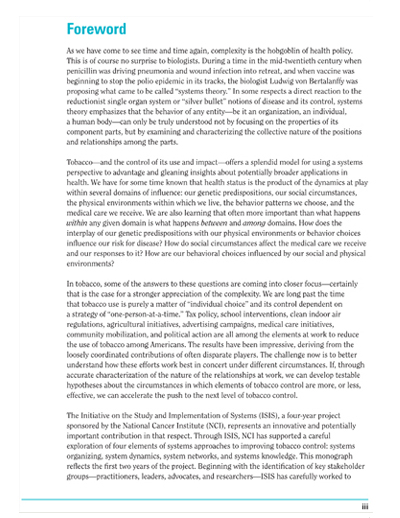 Foreword
As we have come to see time and time again, complexity is the hobgoblin of health policy.
This is of course no surprise to biologists. During a time in the mid-twentieth century when
penicillin was driving pneumonia and wound infection into retreat, and when vaccine was
beginning to stop the polio epidemic in its tracks, the biologist Ludwig von Bertalanffy was
proposing what came to be called “systems theory.” In some respects a direct reaction to the
reductionist single organ system or “silver bullet” notions of disease and its control, systems
theory emphasizes that the behavior of any entity—be it an organization, an individual,
a human body—can only be truly understood not by focusing on the properties of its
component parts, but by examining and characterizing the collective nature of the positions
and relationships among the parts.
Tobacco—and the control of its use and impact—offers a splendid model for using a systems
perspective to advantage and gleaning insights about potentially broader applications in
health. We have for some time known that health status is the product of the dynamics at play
within several domains of influence: our genetic predispositions, our social circumstances,
the physical environments within which we live, the behavior patterns we choose, and the
medical care we receive. We are also learning that often more important than what happens
within any given domain is what happens between and among domains. How does the
interplay of our genetic predispositions with our physical environments or behavior choices
influence our risk for disease? How do social circumstances affect the medical care we receive
and our responses to it? How are our behavioral choices influenced by our social and physical
environments?
In tobacco, some of the answers to these questions are coming into closer focus—certainly
that is the case for a stronger appreciation of the complexity. We are long past the time
that tobacco use is purely a matter of “individual choice” and its control dependent on
a strategy of “one-person-at-a-time.” Tax policy, school interventions, clean indoor air
regulations, agricultural initiatives, advertising campaigns, medical care initiatives,
community mobilization, and political action are all among the elements at work to reduce
the use of tobacco among Americans. The results have been impressive, deriving from the
loosely coordinated contributions of often disparate players. The challenge now is to better
understand how these efforts work best in concert under different circumstances. If, through
accurate characterization of the nature of the relationships at work, we can develop testable
hypotheses about the circumstances in which elements of tobacco control are more, or less,
effective, we can accelerate the push to the next level of tobacco control.
The Initiative on the Study and Implementation of Systems (ISIS), a four-year project
sponsored by the National Cancer Institute (NCI), represents an innovative and potentially
important contribution in that respect. Through ISIS, NCI has supported a careful
exploration of four elements of systems approaches to improving tobacco control: systems
organizing, system dynamics, system networks, and systems knowledge. This monograph
reflects the first two years of the project. Beginning with the identification of key stakeholder
groups—practitioners, leaders, advocates, and researchers—ISIS has carefully worked to
iii